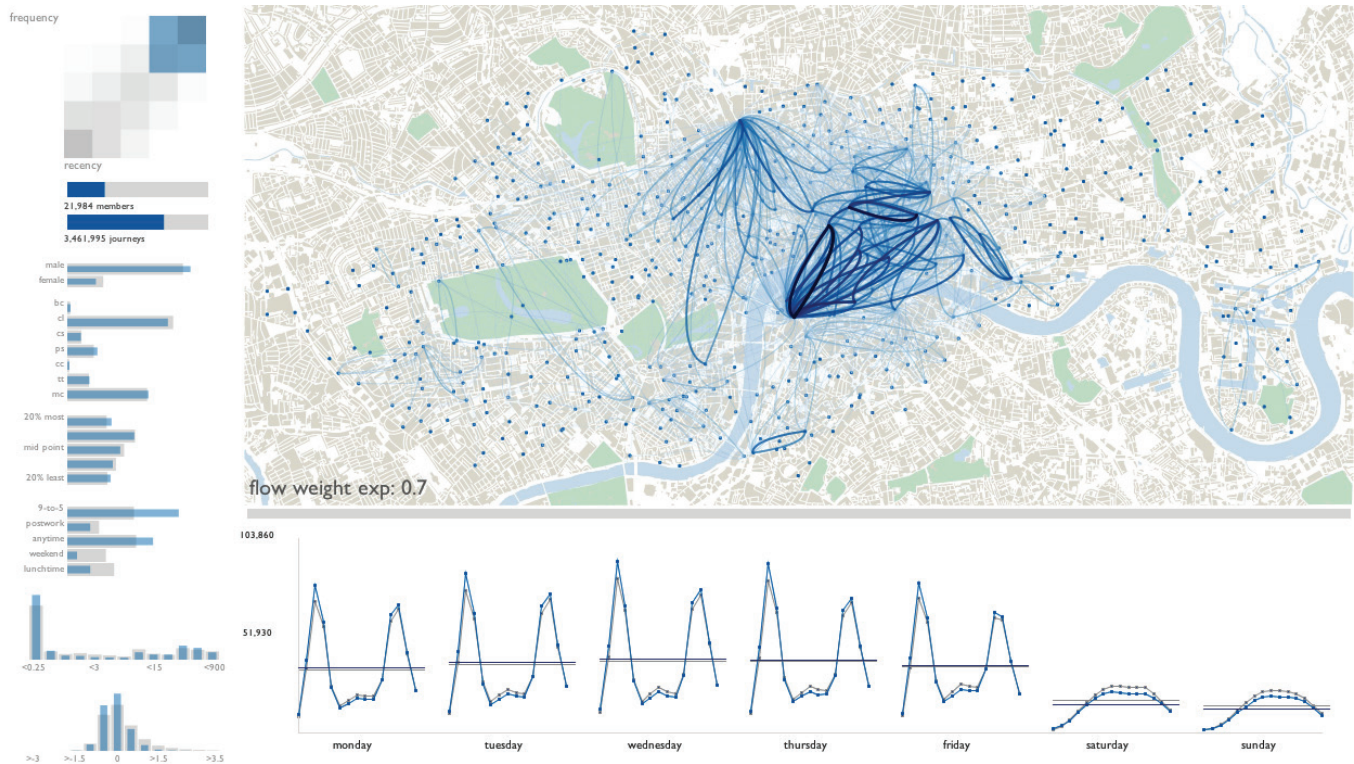 frequency
recency
21,984 members
3,461,995 journeys
male
female
bc
cl
cs
ps
cc
tt
mc
20% most
mid point
20% least
9-to-5
postwork
anytime
weekend
lunchtime
<0.25 <3 <15 <900
>-3 >-1.5 0 >1.5 >3.5
flow weight exp: 0.7
103,860
51,930
monday tuesday wednesday thursday friday saturday sunday